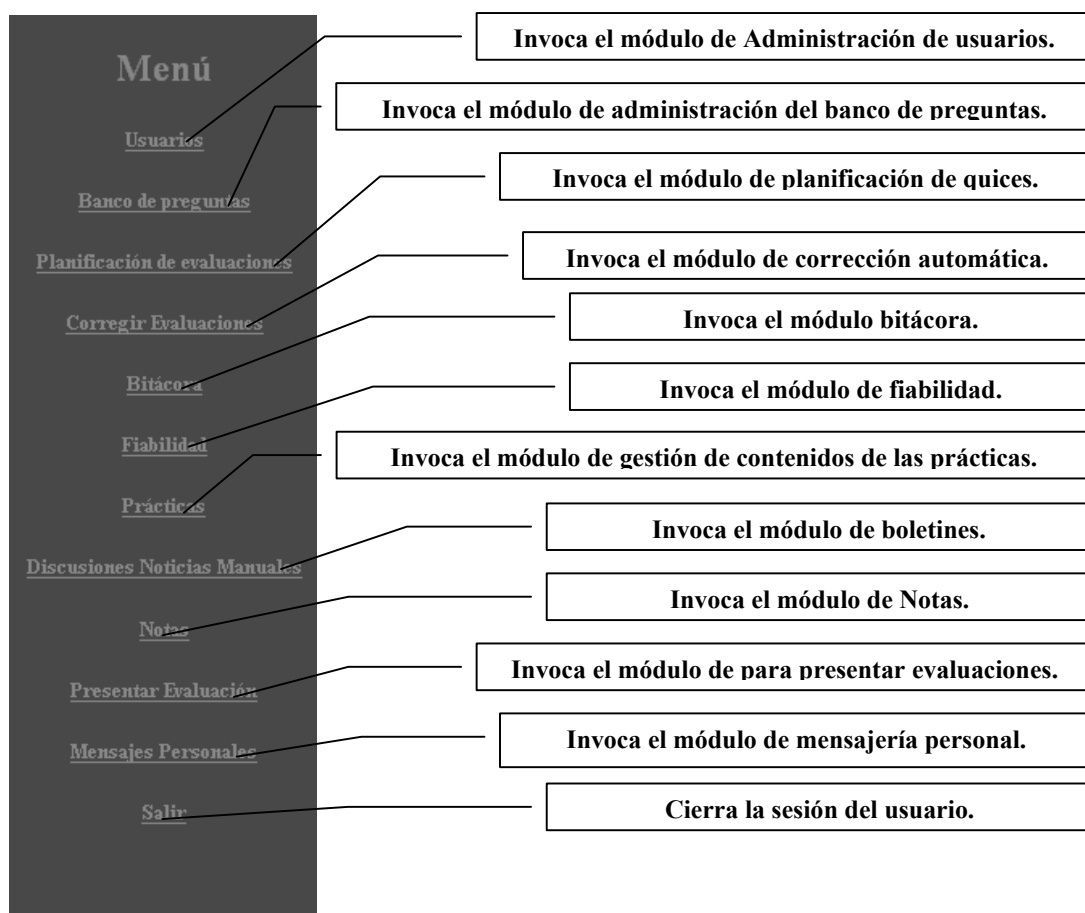 Menú
Usuarios
Banco de preguntas
Planificación de evaluaciones
Corregir Evaluaciones
Bitácora
Fiabilidad
Prácticas
Discusiones Noticias Manuales
Notas
Presentar Evaluación
Mensajes Personales
Salir
Invoca el módulo de Administración de usuarios.
Invoca el módulo de administración del banco de preguntas.
Invoca el módulo de planificación de quices.
Invoca el módulo de corrección automática.
Invoca el módulo bitácora.
Invoca el módulo de fiabilidad.
Invoca el módulo de gestión de contenidos de las prácticas.
Invoca el módulo de boletines.
Invoca el módulo de Notas.
Invoca el módulo de para presentar evaluaciones.
Invoca el módulo de mensajería personal.
Cierra la sesión del usuario.